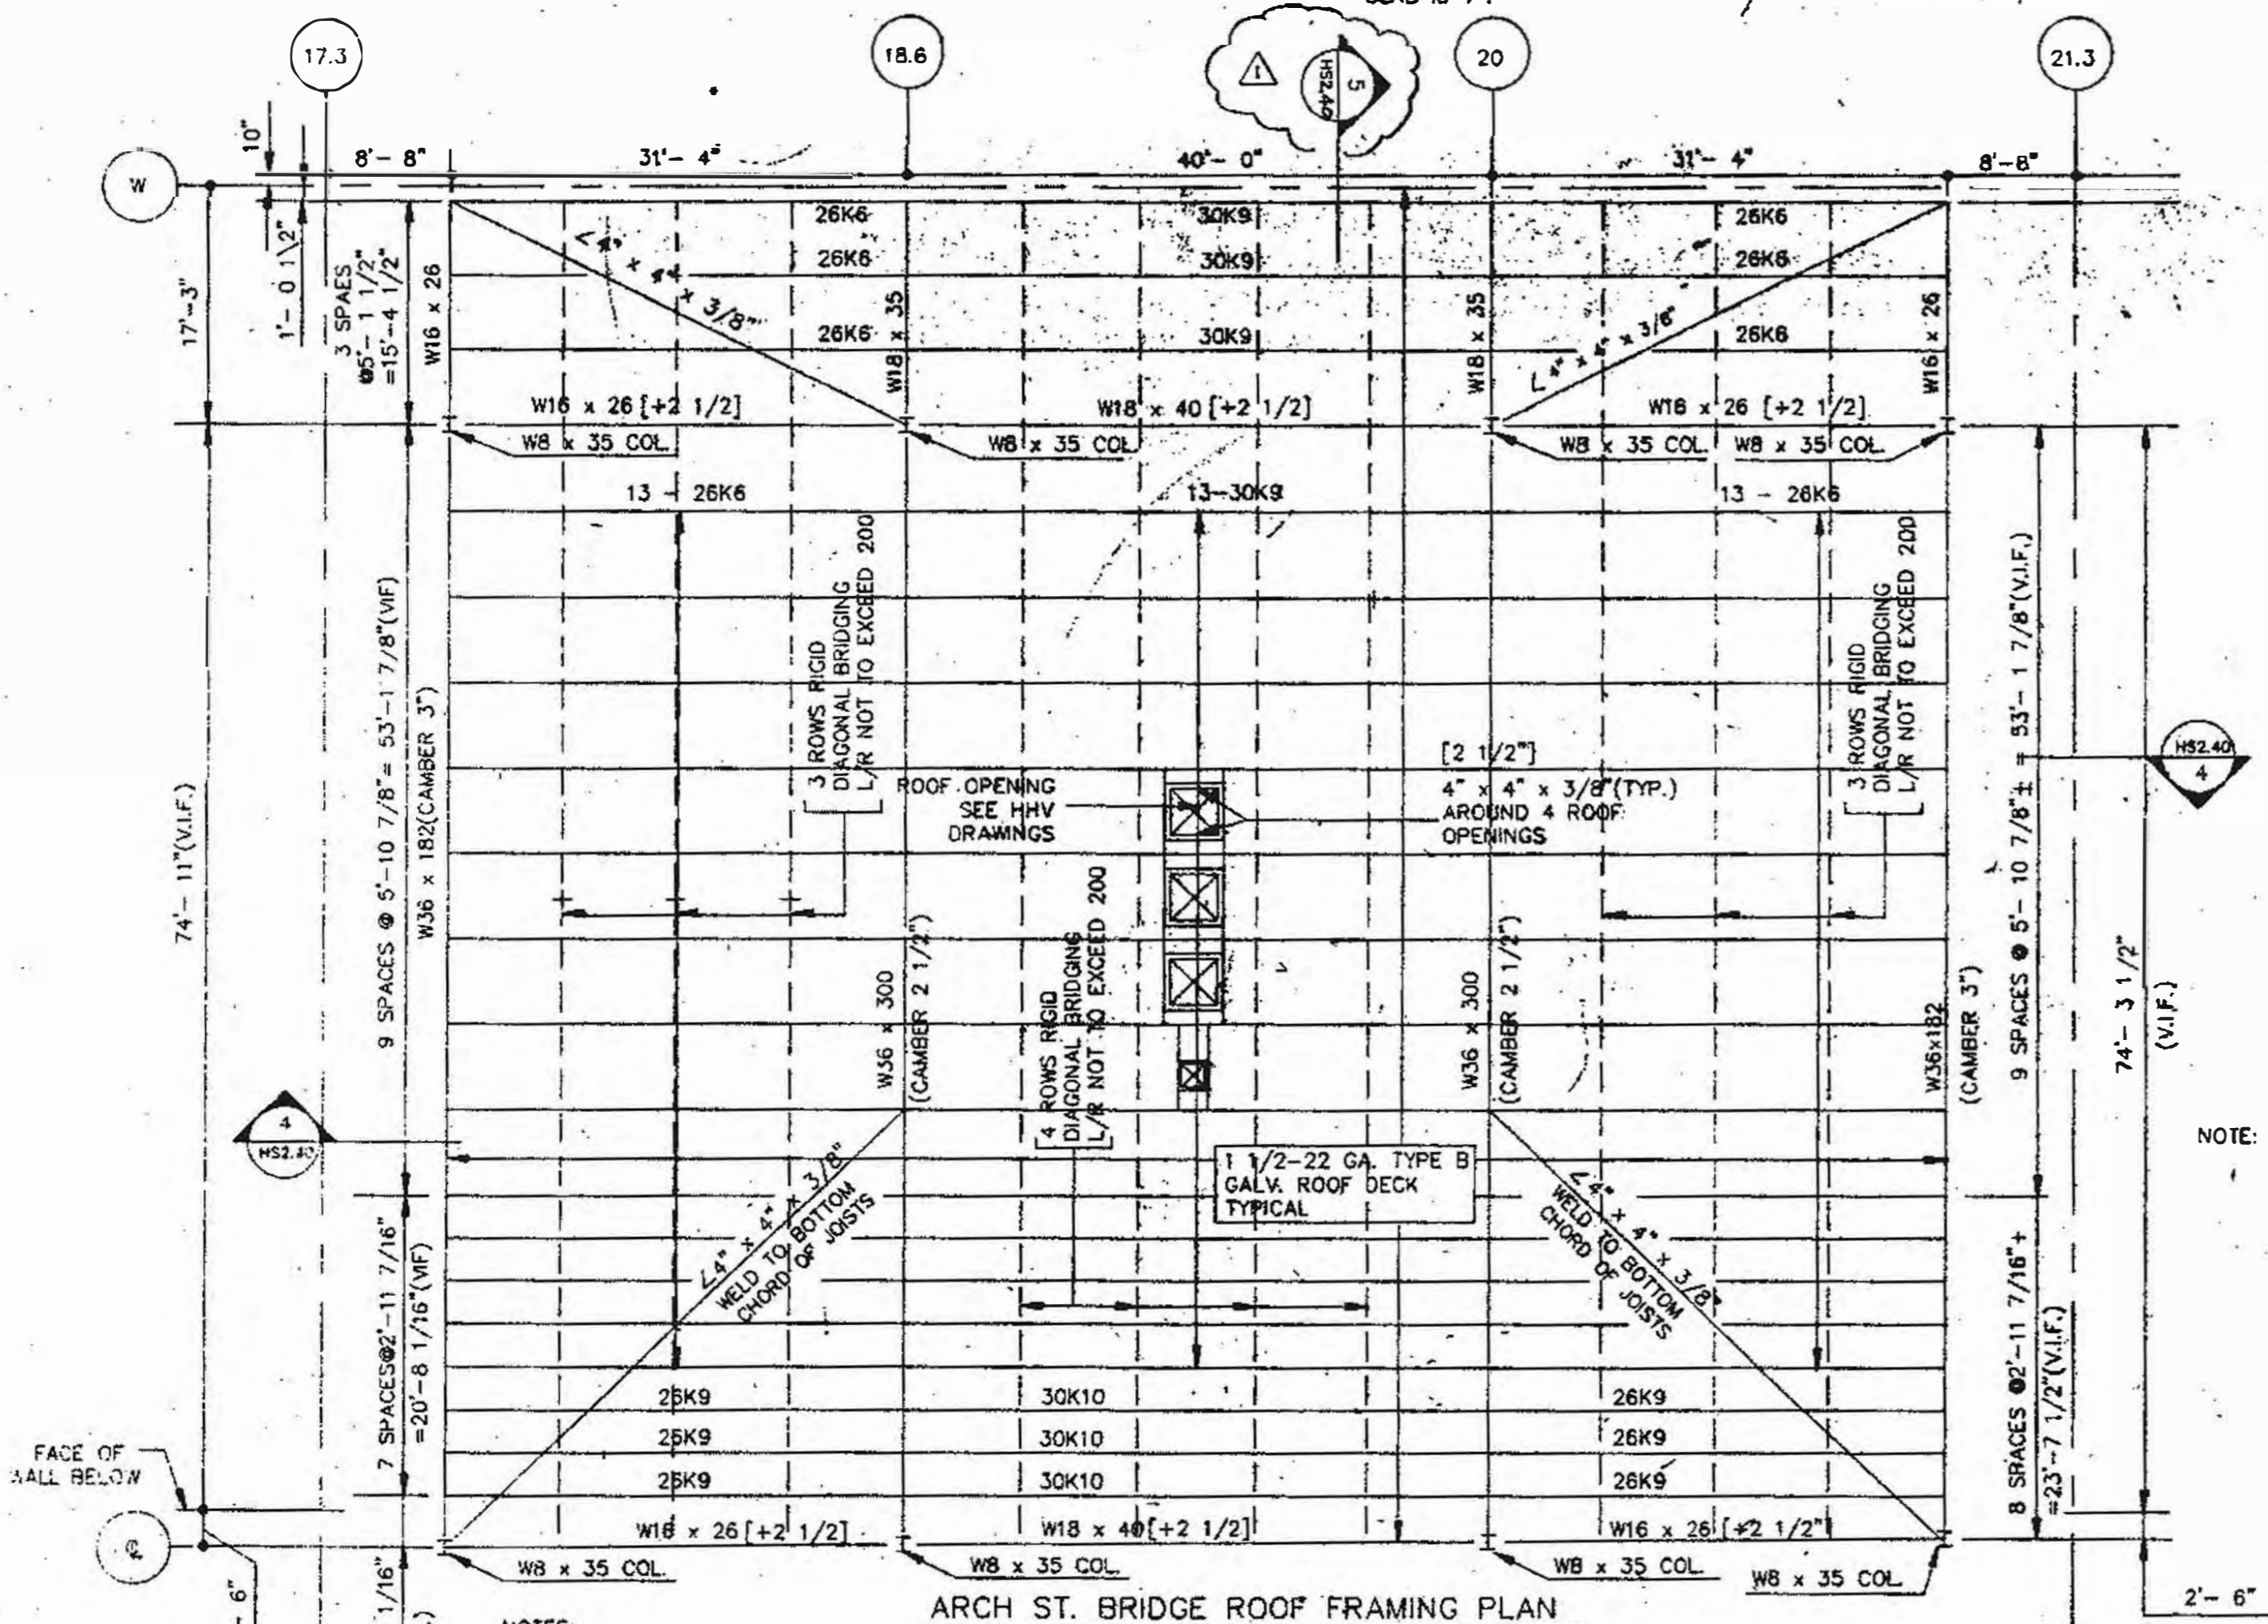 17.3
18.6
1
5
HS2.40
20
21.3
W
10"
8'- 8"
31'- 4"
40'- 0"
31'- 4"
8'-8"
1'- 0 1\2"
17'-3"
3 SPAES
@5'- 1 1/2"
=15'-4 1/2"
W16 x 26
26K6
30K9
26K6
26K6
30K9
26K6
26K6
30K9
26K6
x 3/8"
W18 x 35
W18 x 35
W16 x 26
W16 x 26 [+2 1/2]
W18 x 40 [+2 1/2]
W16 x 26 [+2 1/2]
W8 x 35 COL.
W8 x 35 COL.
W8 x 35 COL.
W8 x 35 COL.
13 - 26K6
13-30K9
13 - 26K6
3 ROWS RIGID
DIAGONAL BRIDGING
L/R NOT TO EXCEED 200
3 ROWS RIGID
DIAGONAL BRIDGING
L/R NOT TO EXCEED 200
74'- 11"(V.I.F.)
9 SPACES @ 5'-10 7/8"= 53'-1 7/8"(VIF)
W36 x 182(CAMBER 3")
ROOF OPENING
SEE HHV
DRAWINGS
[2 1/2"]
4" x 4" x 3/8"(TYP.)
AROUND 4 ROOF
OPENINGS
HS2.40
4
9 SPACES @ 5'- 10 7/8"± = 53'- 1 7/8"(V.I.F.)
74'- 3 1/2"
(V.I.F.)
W36 x 300
(CAMBER 2 1/2")
4 ROWS RIGID
DIAGONAL BRIDGING
L/R NOT TO EXCEED 200
W36 x 300
(CAMBER 2 1/2")
W36x182
(CAMBER 3")
4
HS2.40
NOTE:
1 1/2-22 GA. TYPE B
GALV. ROOF DECK
TYPICAL
∠4" x 4" x 3/8"
WELD TO BOTTOM
CHORD OF JOISTS
∠4" x 4" x 3/8"
WELD TO BOTTOM
CHORD OF
JOISTS
7 SPACES@2'-11 7/16"
=20'-8 1/16"(VIF)
8 SPACES @2'-11 7/16"+
=23'-7 1/2"(V.I.F.)
26K9
30K10
26K9
26K9
30K10
26K9
26K9
30K10
26K9
FACE OF
WALL BELOW
W16 x 26 [+2 1/2]
W18 x 40 [+2 1/2]
W16 x 26 [+2 1/2"]
W8 x 35 COL.
W8 x 35 COL.
W8 x 35 COL.
W8 x 35 COL.
1/16"
6"
2'- 6"
ARCH ST. BRIDGE ROOF FRAMING PLAN